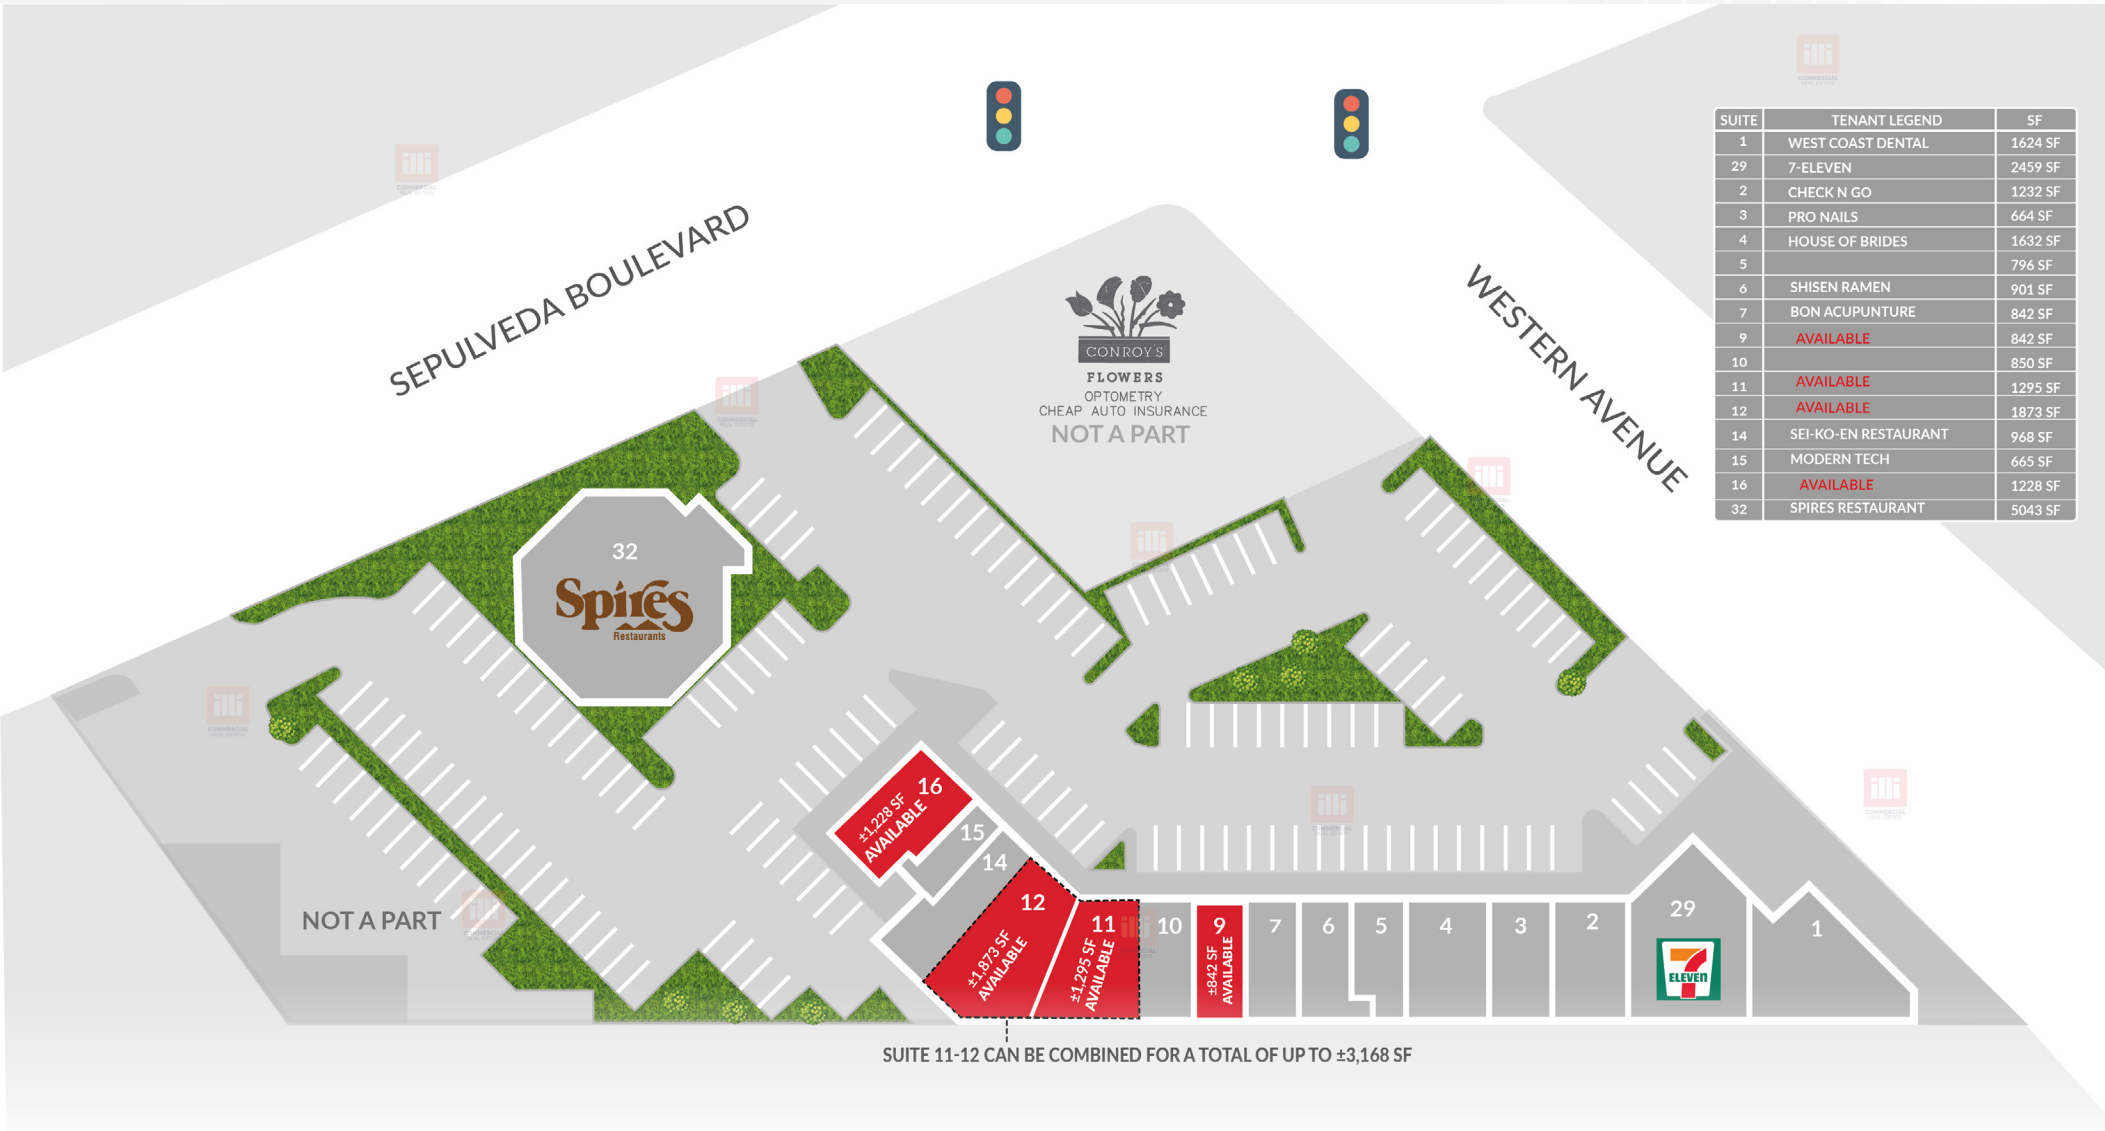 SEPULVEDA BOULEVARD
WESTERN AVENUE
CONROY'S
FLOWERS
OPTOMETRY
CHEAP AUTO INSURANCE
NOT A PART
SUITE TENANT LEGEND SF
1 WEST COAST DENTAL 1624 SF
29 7-ELEVEN 2459 SF
2 CHECK N GO 1232 SF
3 PRO NAILS 664 SF
4 HOUSE OF BRIDES 1632 SF
5 796 SF
6 SHISEN RAMEN 901 SF
7 BON ACUPUNTURE 842 SF
9 AVAILABLE 842 SF
10 850 SF
11 AVAILABLE 1295 SF
12 AVAILABLE 1873 SF
14 SEI-KO-EN RESTAURANT 968 SF
15 MODERN TECH 665 SF
16 AVAILABLE 1228 SF
32 SPIRES RESTAURANT 5043 SF
32
Spires
Restaurants
16
±1,228 SF
AVAILABLE
15
14
12
±1,873 SF
AVAILABLE
11
±1,295 SF
AVAILABLE
10
9
±842 SF
AVAILABLE
7
6
5
4
3
2
29
7
ELEVEn
1
NOT A PART
SUITE 11-12 CAN BE COMBINED FOR A TOTAL OF UP TO ±3,168 SF
illi
COMMERCIAL
REAL ESTATE